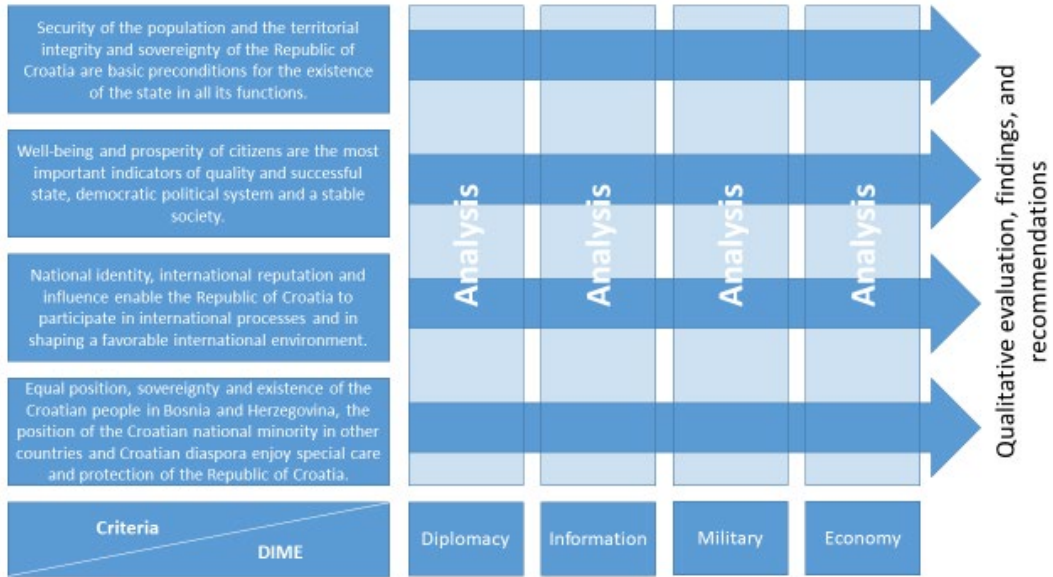 Security of the population and the territorial
integrity and sovereignty of the Republic of
Croatia are basic preconditions for the existence
of the state in all its functions.
Well-being and prosperity of citizens are the most
important indicators of quality and successful
state, democratic political system and a stable
society.
National identity, international reputation and
influence enable the Republic of Croatia to
participate in international processes and in
shaping a favorable international environment.
Equal position, sovereignty and existence of the
Croatian people in Bosnia and Herzegovina, the
position of the Croatian national minority in other
countries and Croatian diaspora enjoy special care
and protection of the Republic of Croatia.
Analysis
Analysis
Analysis
Analysis
Qualitative evaluation, findings, and
recommendations
Criteria
DIME
Diplomacy
Information
Military
Economy